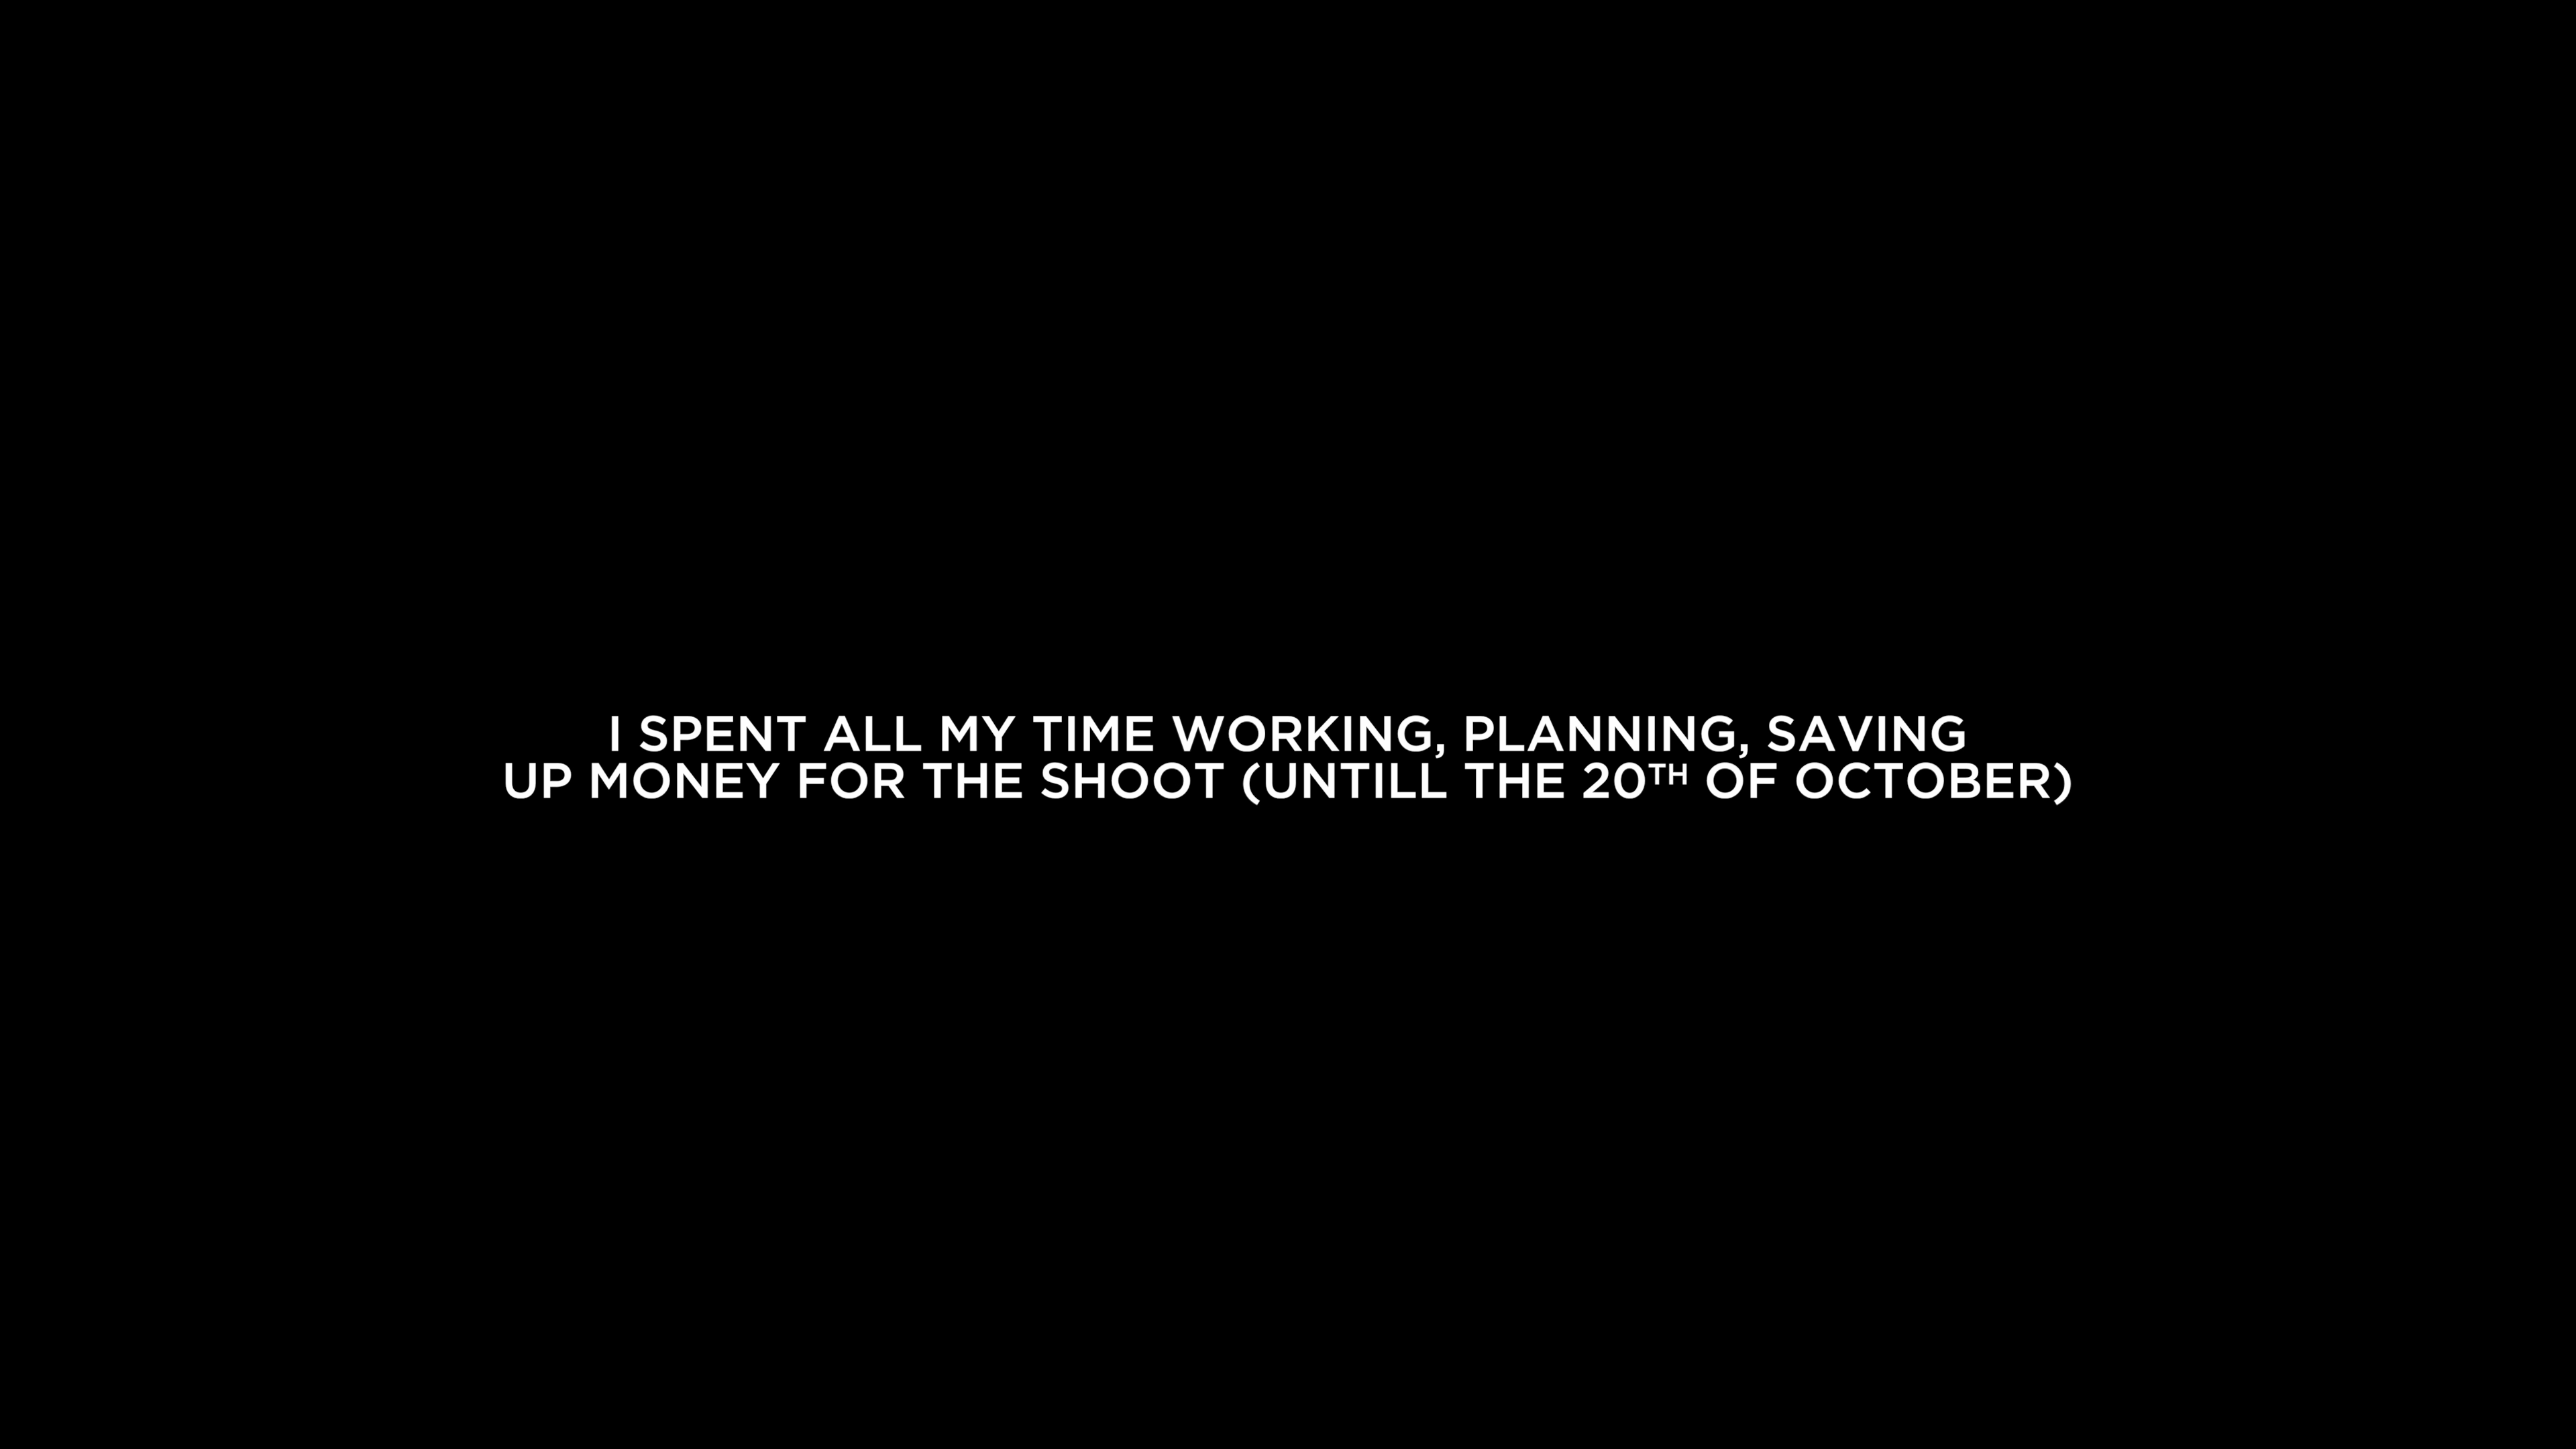 I SPENT ALL MY TIME WORKING, PLANNING, SAVING
UP MONEY FOR THE SHOOT (UNTILL THE 20TH OF OCTOBER)